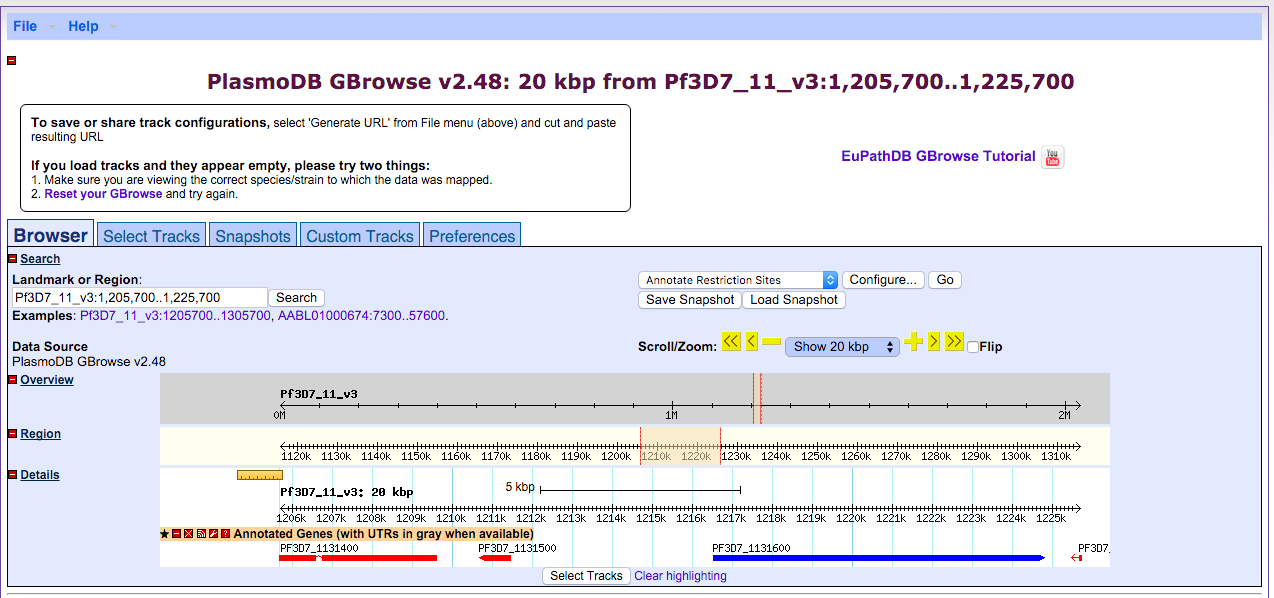 File Help
PlasmoDB GBrowse v2.48: 20 kbp from Pf3D7_11_v3:1,205,700..1,225,700
To save or share track configurations, select 'Generate URL' from File menu (above) and cut and paste
resulting URL
If you load tracks and they appear empty, please try two things:
1. Make sure you are viewing the correct species/strain to which the data was mapped.
2. Reset your GBrowse and try again.
EuPathDB GBrowse Tutorial You Tube
Browser Select Tracks Snapshots Custom Tracks Preferences
Search
Landmark or Region:
Pf3D7_11_v3:1,205,700..1,225,700 Search
Examples: Pf3D7_11_v3:1205700..1305700, AABL01000674:7300..57600.
Annotate Restriction Sites Configure... Go
Save Snapshot Load Snapshot
Data Source
PlasmoDB GBrowse v2.48
Scroll/Zoom: << < Show 20 kbp > >> Flip
Overview
Pf3D7_11_v3
0M 1M 2M
Region
1120k 1130k 1140k 1150k 1160k 1170k 1180k 1190k 1200k 1210k 1220k 1230k 1240k 1250k 1260k 1270k 1280k 1290k 1300k 1310k
Details
5 kbp
Pf3D7_11_v3: 20 kbp
1206k 1207k 1208k 1209k 1210k 1211k 1212k 1213k 1214k 1215k 1216k 1217k 1218k 1219k 1220k 1221k 1222k 1223k 1224k 1225k
Annotated Genes (with UTRs in gray when available)
PF3D7_1131400 PF3D7_1131500 PF3D7_1131600 PF3D7_
Select Tracks Clear highlighting